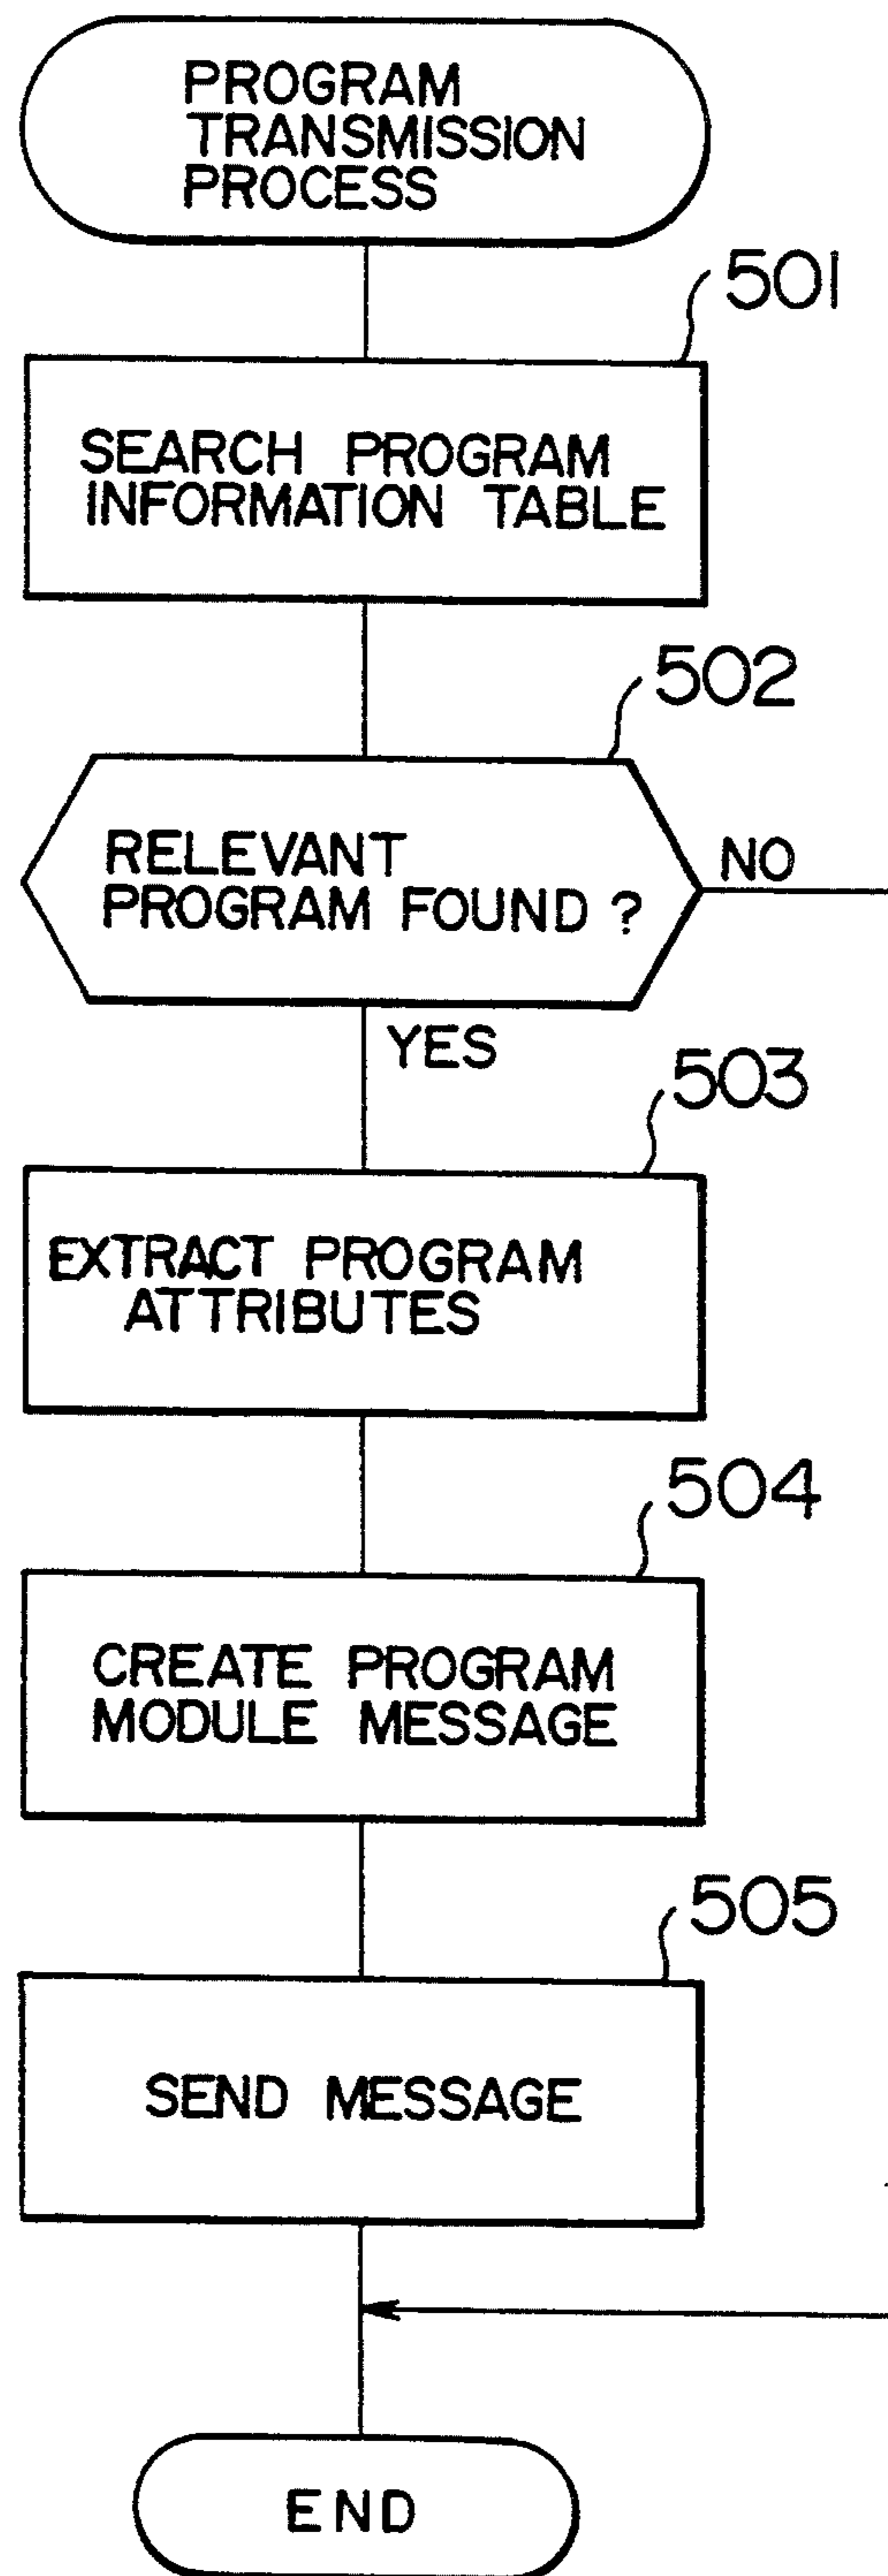 PROGRAM
TRANSMISSION
PROCESS
501
SEARCH PROGRAM
INFORMATION TABLE
502
RELEVANT
PROGRAM FOUND ?
NO
YES
503
EXTRACT PROGRAM
ATTRIBUTES
504
CREATE PROGRAM
MODULE MESSAGE
505
SEND MESSAGE
END